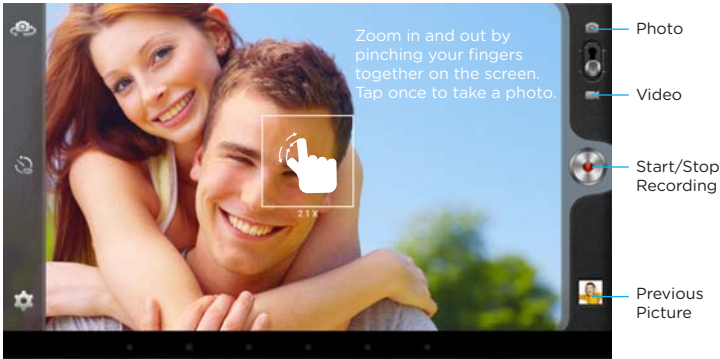 Zoom in and out by
pinching your fingers
together on the screen.
Tap once to take a photo.
2.1X
Photo
Video
Start/Stop
Recording
Previous
Picture